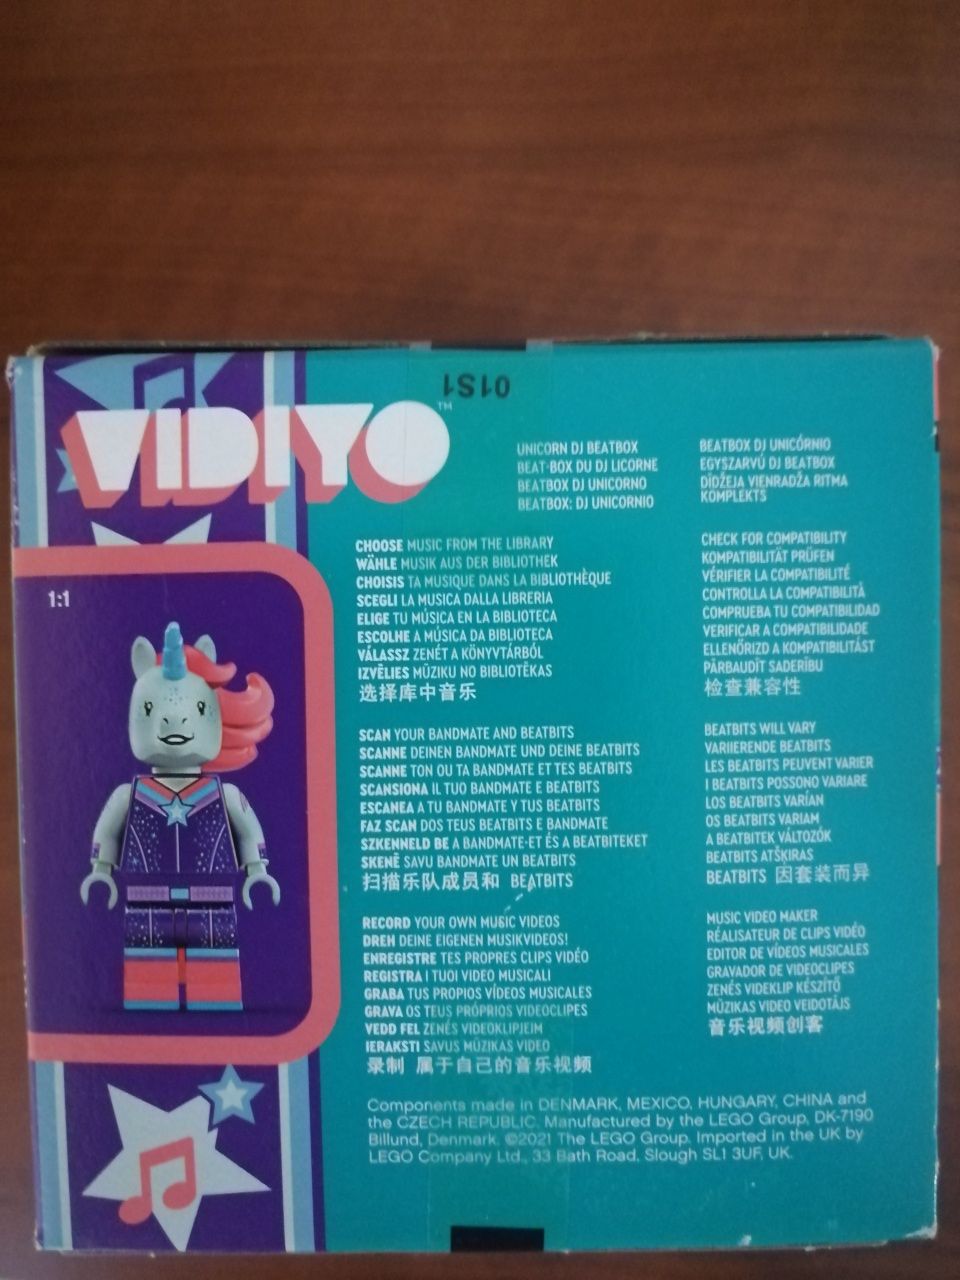 01S1
VIDIYO™
UNICORN DJ BEATBOX
BEAT-BOX DU DJ LICORNE
BEATBOX DJ UNICORNO
BEATBOX: DJ UNICORNIO
BEATBOX DJ UNICÓRNIO
EGYSZARVÚ DJ BEATBOX
DĪDŽEJA VIENRADŽA RITMA
KOMPLEKTS
1:1
CHOOSE MUSIC FROM THE LIBRARY
WÄHLE MUSIK AUS DER BIBLIOTHEK
CHOISIS TA MUSIQUE DANS LA BIBLIOTHÈQUE
SCEGLI LA MUSICA DALLA LIBRERIA
ELIGE TU MÚSICA EN LA BIBLIOTECA
ESCOLHE A MÚSICA DA BIBLIOTECA
VÁLASSZ ZENÉT A KÖNYVTÁRBÓL
IZVĒLIES MŪZIKU NO BIBLIOTĒKAS
选择库中音乐
CHECK FOR COMPATIBILITY
KOMPATIBILITÄT PRÜFEN
VÉRIFIER LA COMPATIBILITÉ
CONTROLLA LA COMPATIBILITÀ
COMPRUEBA TU COMPATIBILIDAD
VERIFICAR A COMPATIBILIDADE
ELLENŐRIZD A KOMPATIBILITÁST
PĀRBAUDĪT SADERĪBU
检查兼容性
SCAN YOUR BANDMATE AND BEATBITS
SCANNE DEINEN BANDMATE UND DEINE BEATBITS
SCANNE TON OU TA BANDMATE ET TES BEATBITS
SCANSIONA IL TUO BANDMATE E BEATBITS
ESCANEA A TU BANDMATE Y TUS BEATBITS
FAZ SCAN DOS TEUS BEATBITS E BANDMATE
SZKENNELD BE A BANDMATE-ET ÉS A BEATBITEKET
SKENĒ SAVU BANDMATE UN BEATBITS
扫描乐队成员和 BEATBITS
BEATBITS WILL VARY
VARIIERENDE BEATBITS
LES BEATBITS PEUVENT VARIER
I BEATBITS POSSONO VARIARE
LOS BEATBITS VARÍAN
OS BEATBITS VARIAM
A BEATBITEK VÁLTOZÓK
BEATBITS ATŠĶIRAS
BEATBITS 因套装而异
RECORD YOUR OWN MUSIC VIDEOS
DREH DEINE EIGENEN MUSIKVIDEOS!
ENREGISTRE TES PROPRES CLIPS VIDÉO
REGISTRA I TUOI VIDEO MUSICALI
GRABA TUS PROPIOS VÍDEOS MUSICALES
GRAVA OS TEUS PRÓPRIOS VIDEOCLIPES
VEDD FEL ZENÉS VIDEOKLIPJEIM
IERAKSTI SAVUS MŪZIKAS VIDEO
录制 属于自己的音乐视频
MUSIC VIDEO MAKER
RÉALISATEUR DE CLIPS VIDÉO
EDITOR DE VÍDEOS MUSICALES
GRAVADOR DE VIDEOCLIPES
ZENÉS VIDEKLIP KÉSZÍTŐ
MŪZIKAS VIDEO VEIDOTĀJS
音乐视频创客
Components made in DENMARK, MEXICO, HUNGARY, CHINA and
the CZECH REPUBLIC. Manufactured by the LEGO Group, DK-7190
Billund, Denmark. ©2021 The LEGO Group. Imported in the UK by
LEGO Company Ltd., 33 Bath Road, Slough SL1 3UF, UK.